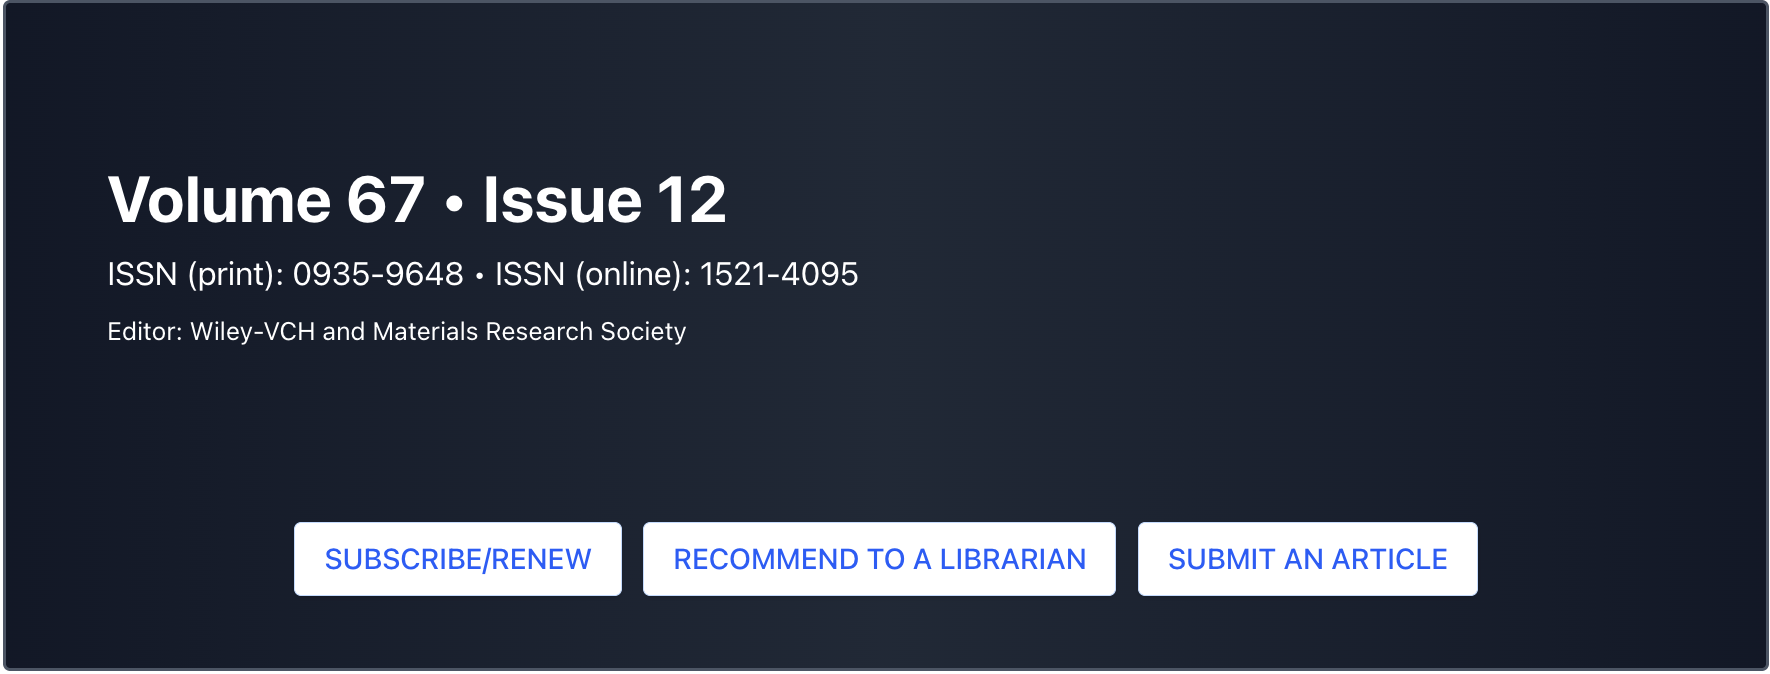 Volume 67 • Issue 12
ISSN (print): 0935-9648 • ISSN (online): 1521-4095
Editor: Wiley-VCH and Materials Research Society
SUBSCRIBE/RENEW
RECOMMEND TO A LIBRARIAN
SUBMIT AN ARTICLE